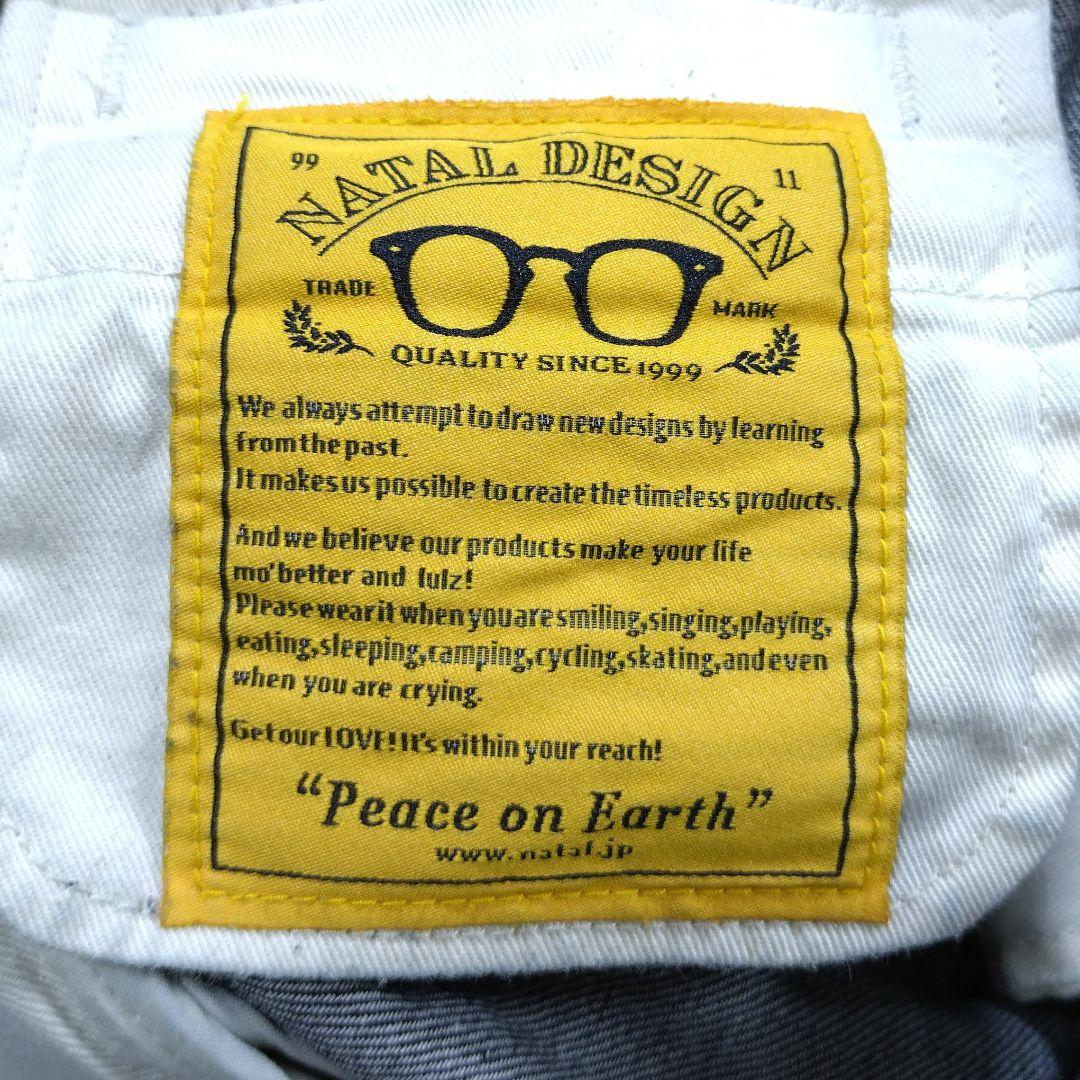 99 11
NATAL DESIGN
TRADE MARK
QUALITY SINCE 1999
We always attempt to draw new designs by learning
from the past.
It makes us possible to create the timeless products.
And we believe our products make your life
mo' better and lulz!
Please wear it when you are smiling,singing,playing,
eating,sleeping,camping,cycling,skating,and even
when you are crying.
Get our LOVE! It's within your reach!
"Peace on Earth"
www.natal.jp